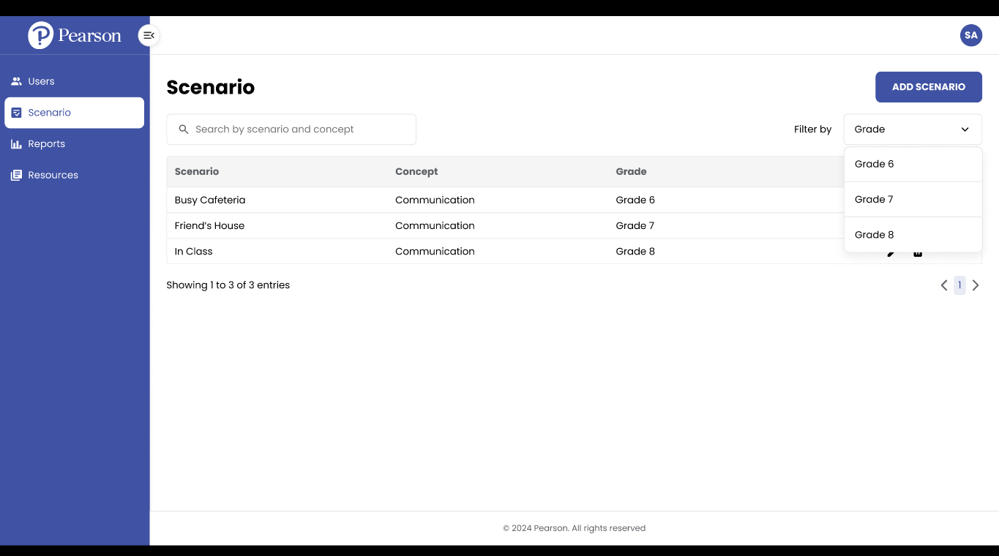 Pearson
SA
Users
Scenario
Reports
Resources
Scenario
ADD SCENARIO
Search by scenario and concept
Filter by
Grade
Grade 6
Grade 7
Grade 8
Scenario Concept Grade
Busy Cafeteria Communication Grade 6
Friend's House Communication Grade 7
In Class Communication Grade 8
Showing 1 to 3 of 3 entries
1
© 2024 Pearson. All rights reserved